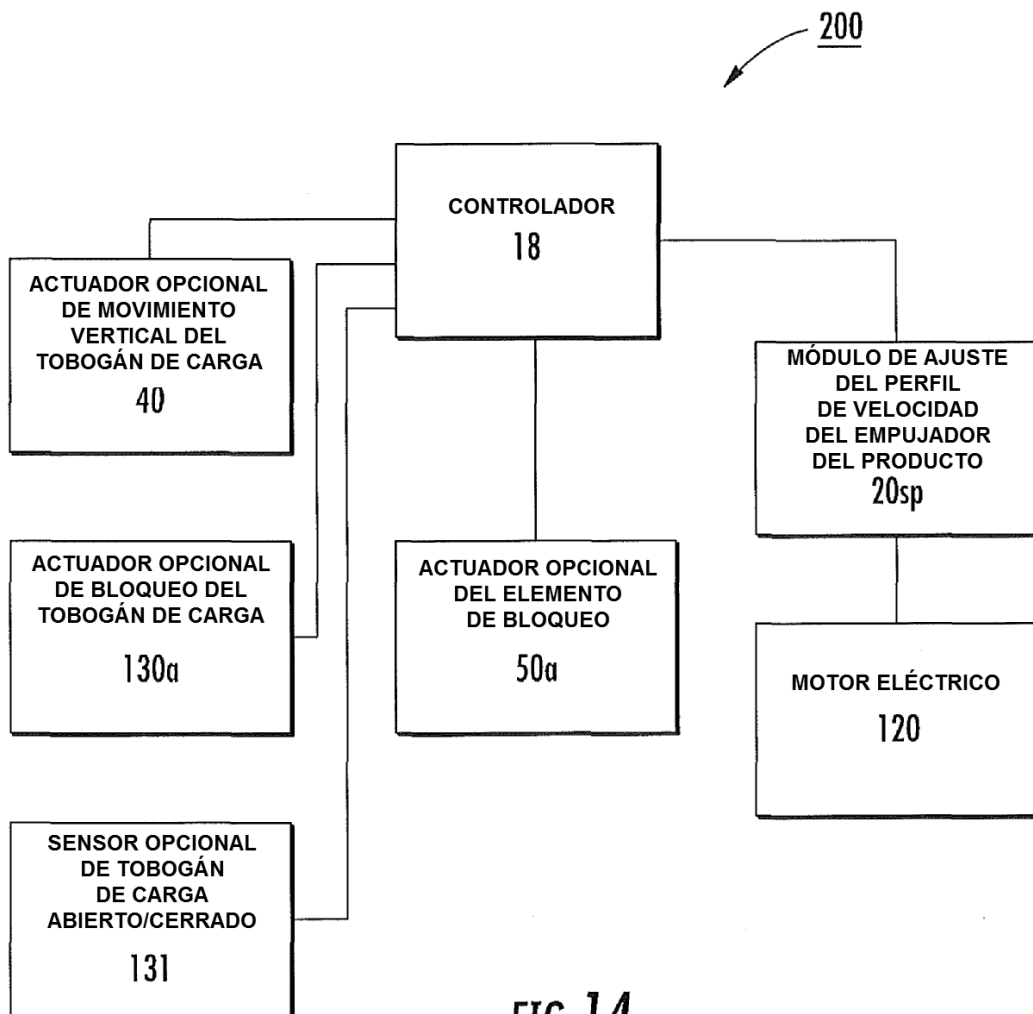 200
CONTROLADOR
18
ACTUADOR OPCIONAL
DE MOVIMIENTO
VERTICAL DEL
TOBOGÁN DE CARGA
40
MÓDULO DE AJUSTE
DEL PERFIL
DE VELOCIDAD
DEL EMPUJADOR
DEL PRODUCTO
20sp
ACTUADOR OPCIONAL
DE BLOQUEO DEL
TOBOGÁN DE CARGA
130a
ACTUADOR OPCIONAL
DEL ELEMENTO
DE BLOQUEO
50a
MOTOR ELÉCTRICO
120
SENSOR OPCIONAL
DE TOBOGÁN
DE CARGA
ABIERTO/CERRADO
131
FIG. 14